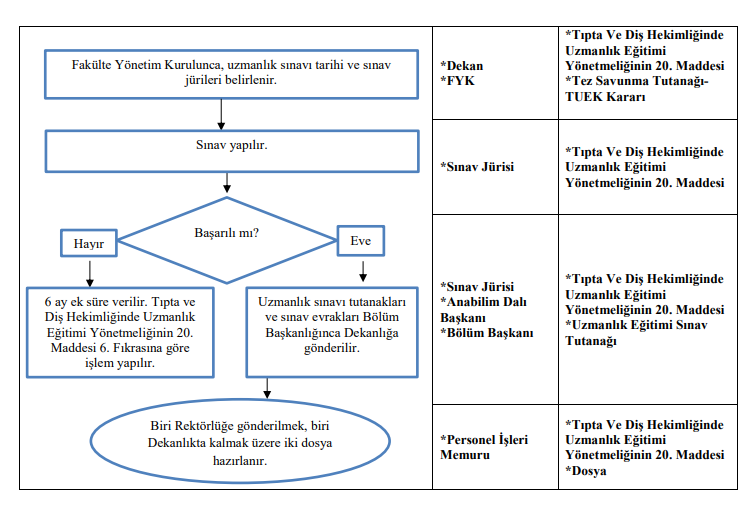 Fakülte Yönetim Kurulunca, uzmanlık sınavı tarihi ve sınav
jürileri belirlenir.
*Dekan
*FYK
*Tıpta Ve Diş Hekimliğinde
Uzmanlık Eğitimi
Yönetmeliğinin 20. Maddesi
*Tez Savunma Tutanağı-
TUEK Kararı
Sınav yapılır.
*Sınav Jürisi
*Tıpta Ve Diş Hekimliğinde
Uzmanlık Eğitimi
Yönetmeliğinin 20. Maddesi
Başarılı mı?
Hayır
Eve
6 ay ek süre verilir. Tıpta ve
Diş Hekimliğinde Uzmanlık
Eğitimi Yönetmeliğinin 20.
Maddesi 6. Fıkrasına göre
işlem yapılır.
Uzmanlık sınavı tutanakları
ve sınav evrakları Bölüm
Başkanlığınca Dekanlığa
gönderilir.
*Sınav Jürisi
*Anabilim Dalı
Başkanı
*Bölüm Başkanı
*Tıpta Ve Diş Hekimliğinde
Uzmanlık Eğitimi
Yönetmeliğinin 20. Maddesi
*Uzmanlık Eğitimi Sınav
Tutanağı
Biri Rektörlüğe gönderilmek, biri
Dekanlıkta kalmak üzere iki dosya
hazırlanır.
*Personel İşleri
Memuru
*Tıpta Ve Diş Hekimliğinde
Uzmanlık Eğitimi
Yönetmeliğinin 20. Maddesi
*Dosya